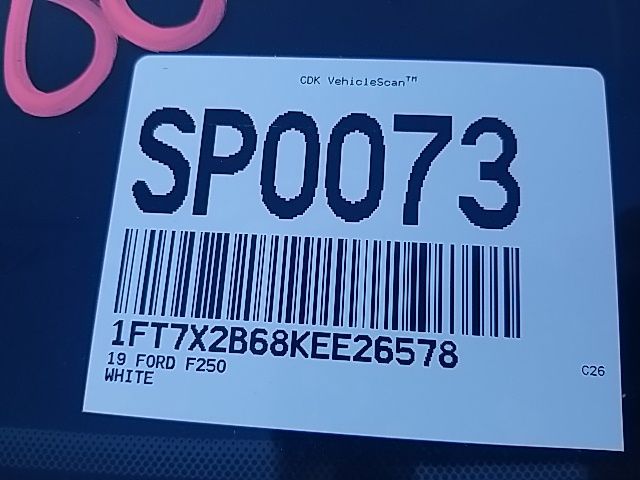 CDK VehicleScan™
SP0073
1FT7X2B68KEE26578
19 FORD F250
WHITE
C26